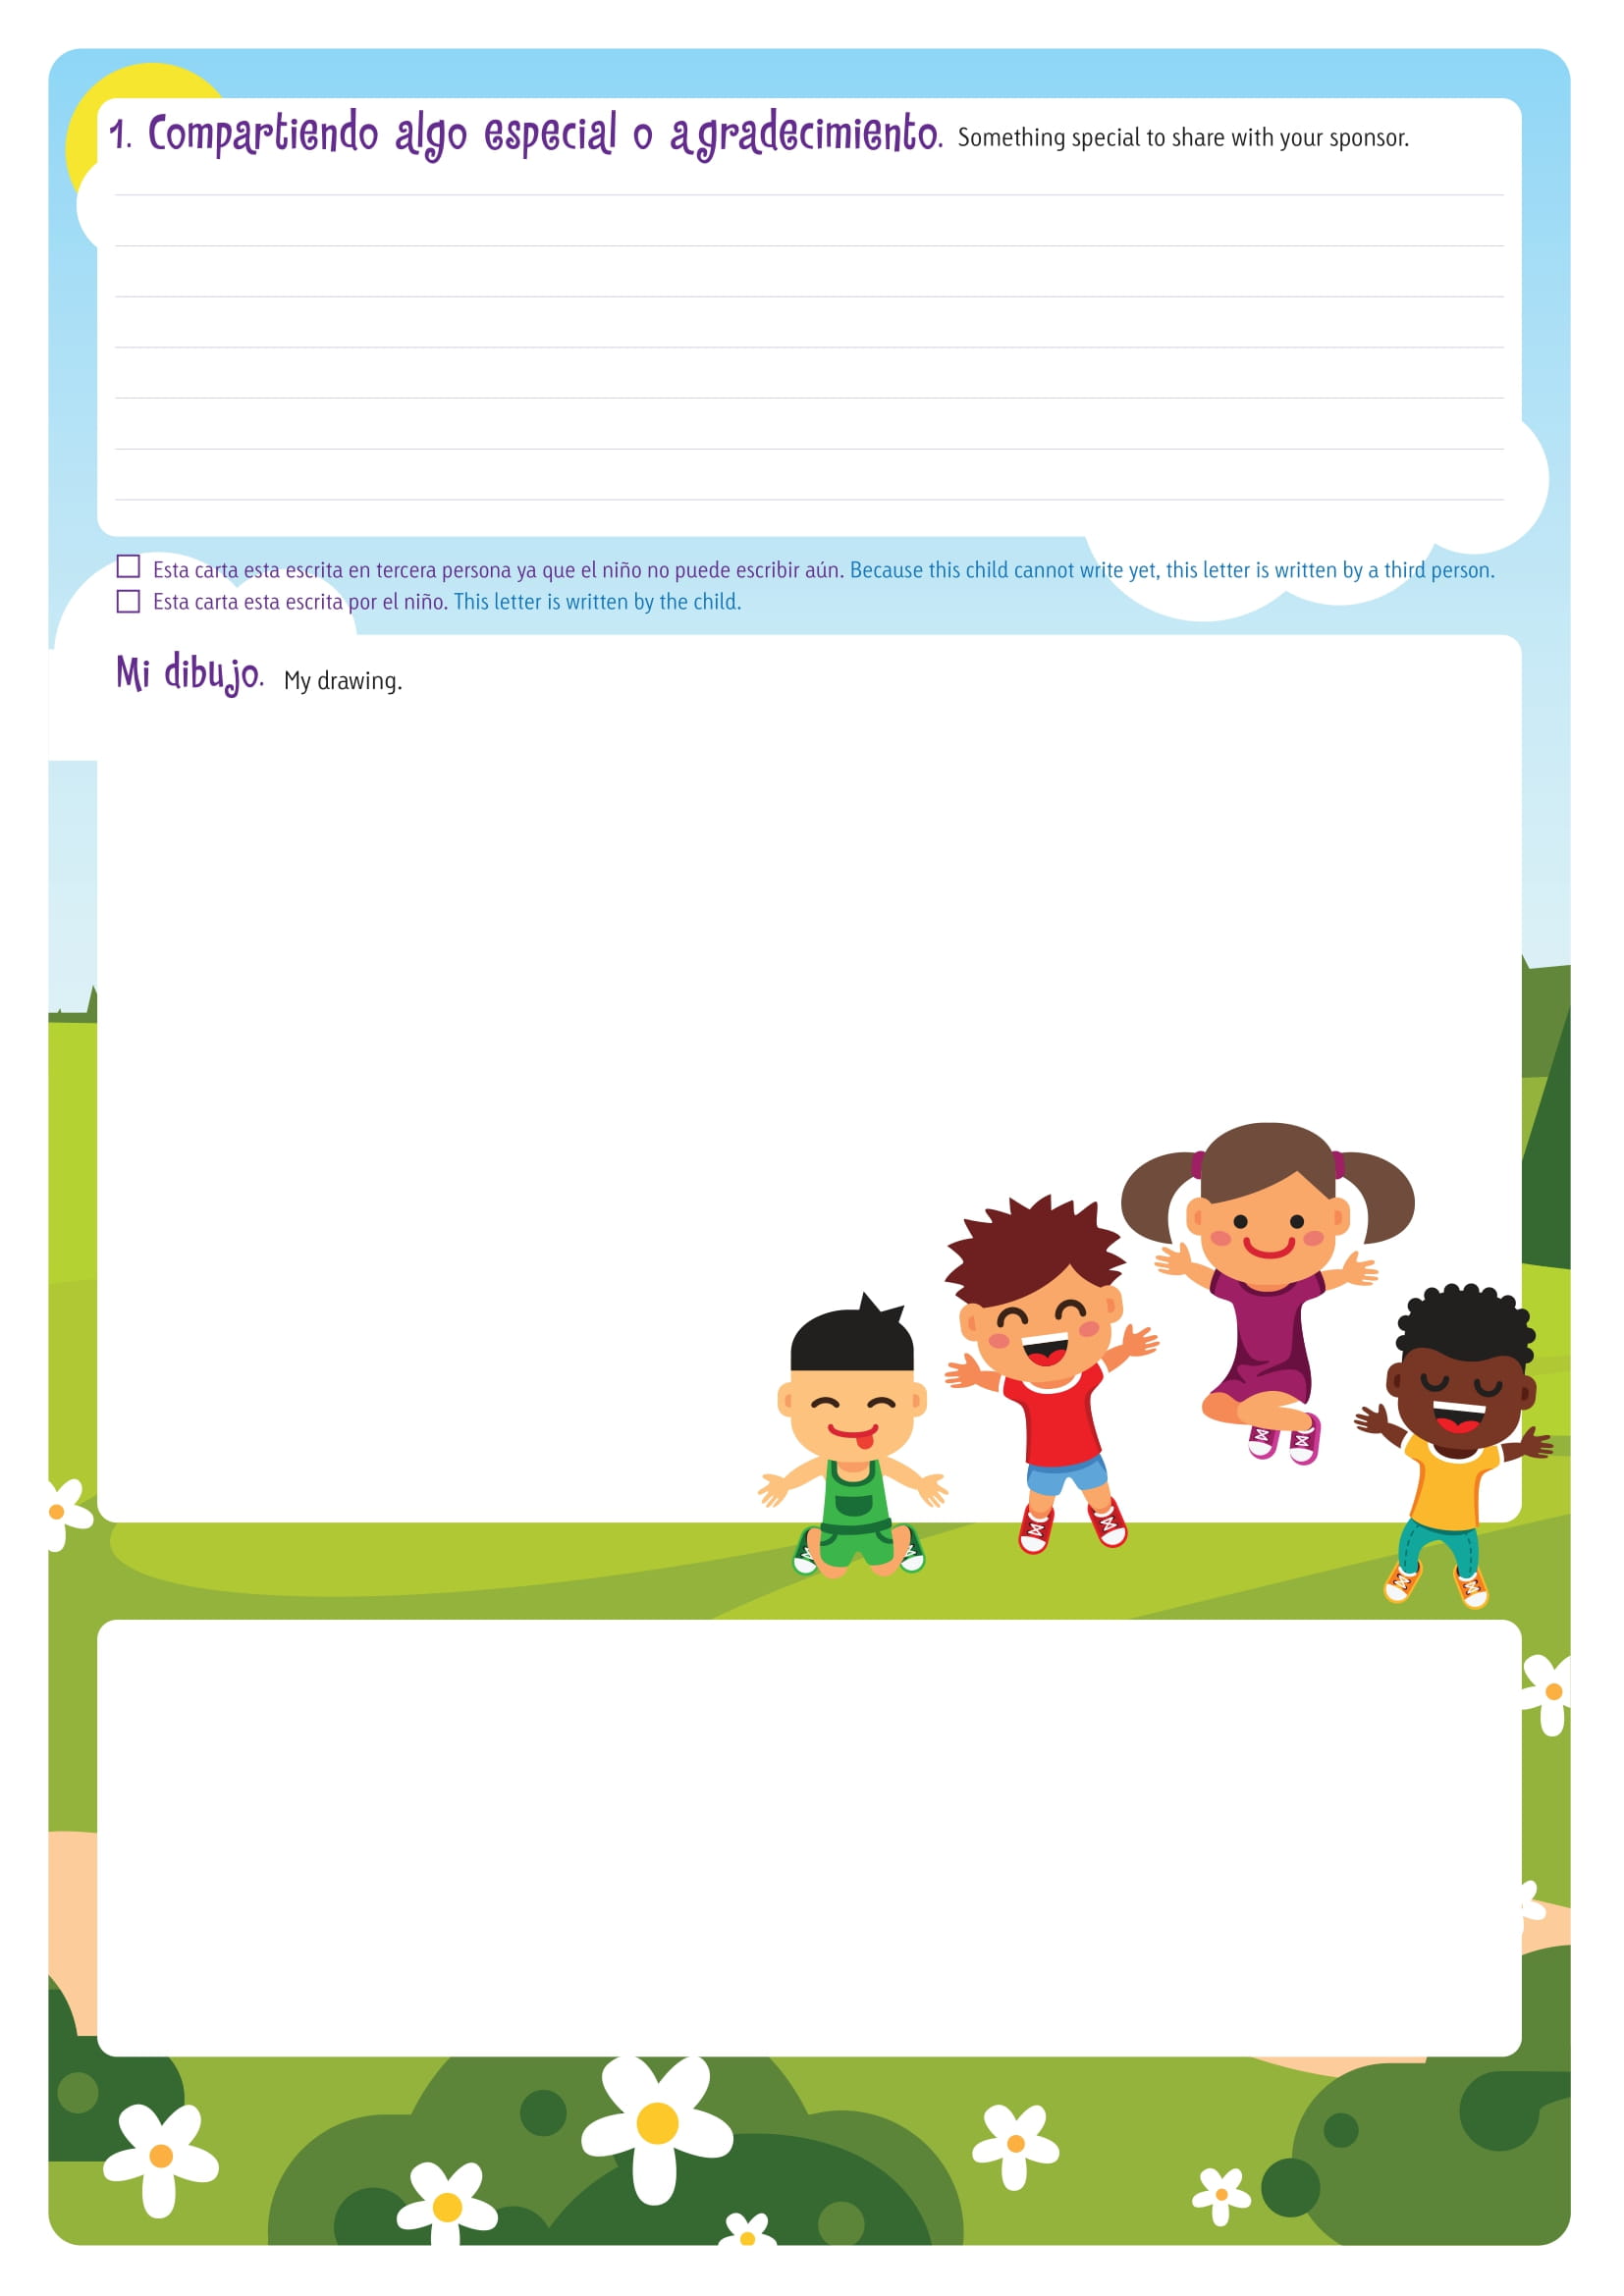 1. Compartiendo algo especial o agradecimiento. Something special to share with your sponsor.
Esta carta esta escrita en tercera persona ya que el niño no puede escribir aún. Because this child cannot write yet, this letter is written by a third person.
Esta carta esta escrita por el niño. This letter is written by the child.
Mi dibujo. My drawing.